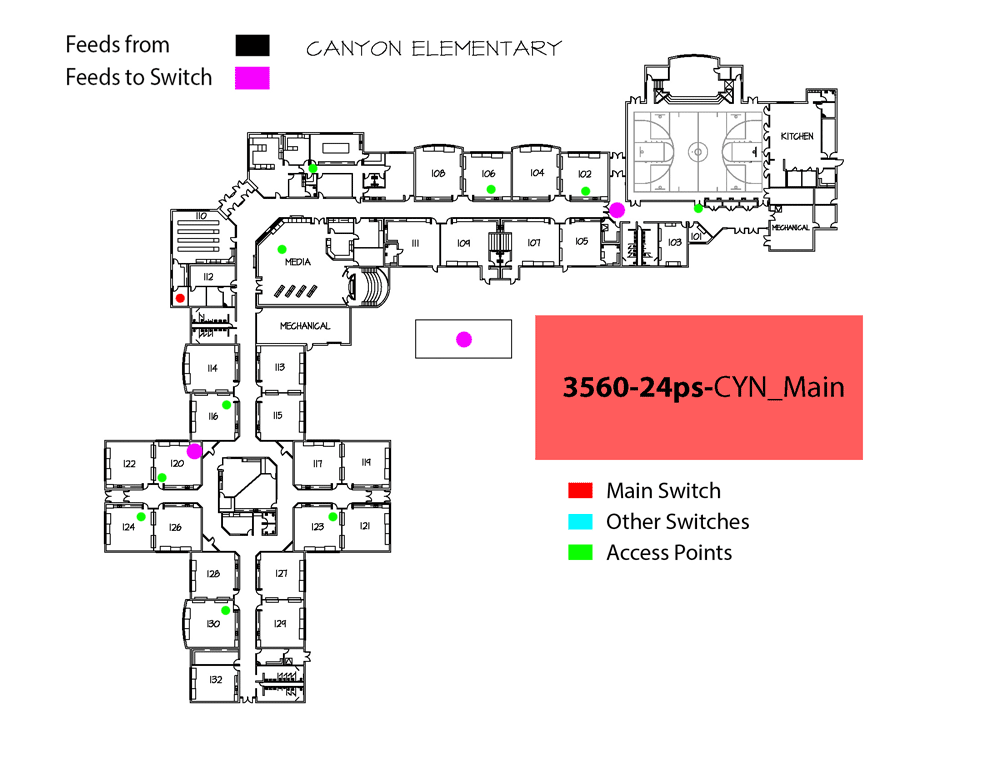 Feeds from
CANYON ELEMENTARY
Feeds to Switch
KITCHEN
108
106
104
102
110
111
109
107
105
103
101
MECHANICAL
MEDIA
112
MECHANICAL
114
113
3560-24ps-CYN_Main
116
115
122
120
117
119
Main Switch
Other Switches
124
126
123
121
Access Points
128
127
130
129
132